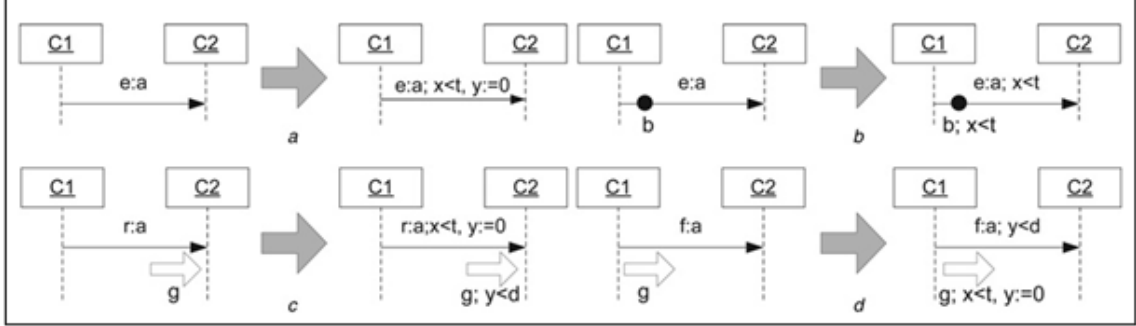 C1 C2 C1 C2 C1 C2 C1 C2
e:a e:a; x<t, y:=0 e:a e:a; x<t
b b; x<t
a b
C1 C2 C1 C2 C1 C2 C1 C2
r:a r:a;x<t, y:=0 f:a f:a; y<d
g g; y<d g g; x<t, y:=0
c d